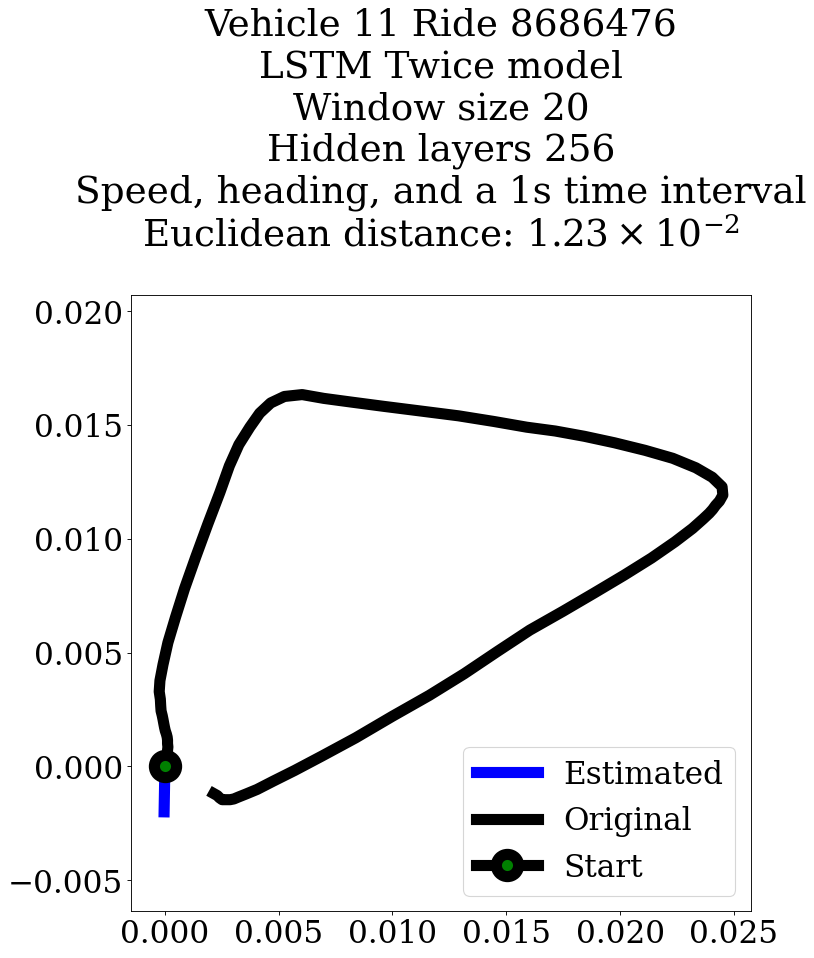 Vehicle 11 Ride 8686476
LSTM Twice model
Window size 20
Hidden layers 256
Speed, heading, and a 1s time interval
Euclidean distance: 1.23 × 10⁻²
0.020
0.015
0.010
0.005
0.000
−0.005
Estimated
Original
Start
0.000 0.005 0.010 0.015 0.020 0.025